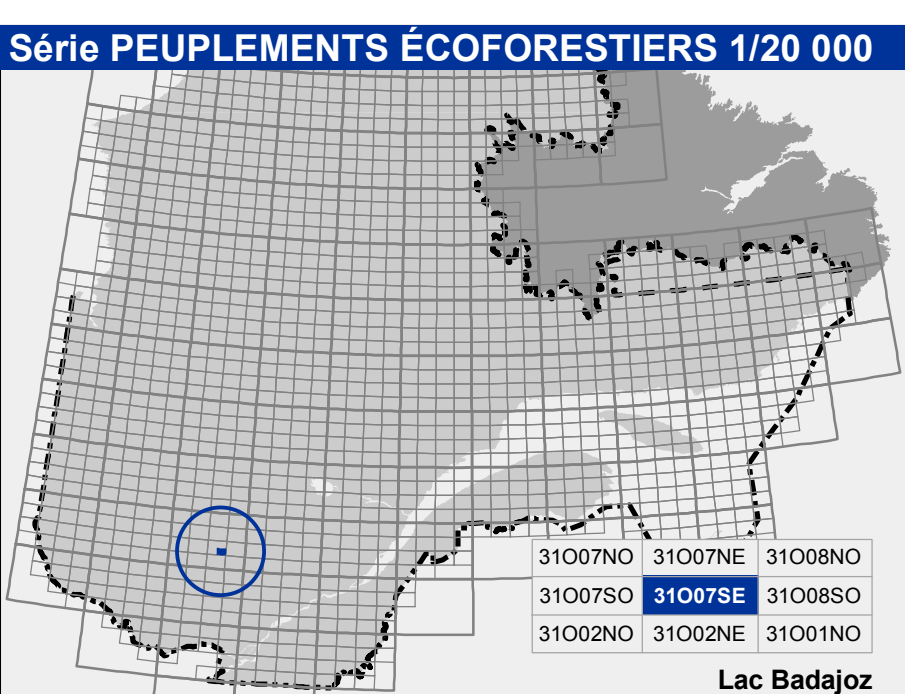 Série PEUPLEMENTS ÉCOFORESTIERS 1/20 000
31O07NO 31O07NE 31O08NO
31O07SO 31O07SE 31O08SO
31O02NO 31O02NE 31O01NO
Lac Badajoz